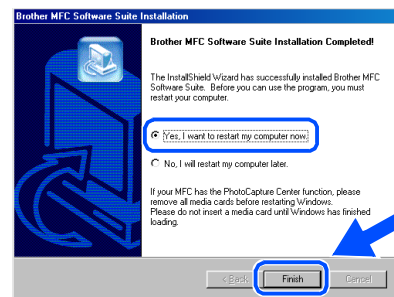 Brother MFC Software Suite Installation
Brother MFC Software Suite Installation Completed!
The InstallShield Wizard has successfully installed Brother MFC
Software Suite. Before you can use the program, you must
restart your computer.
Yes, I want to restart my computer now.
No, I will restart my computer later.
If your MFC has the PhotoCapture Center function, please
remove all media cards before restarting Windows.
Please do not insert a media card until Windows has finished
loading.
< Back Finish Cancel